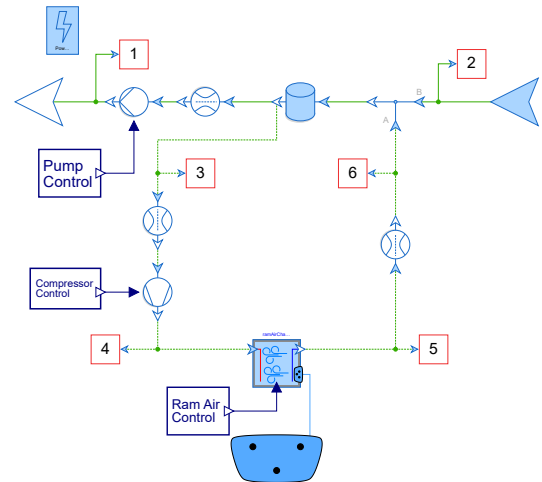 Pow...
1
2
B
A
Pump
Control
3
6
Compressor
Control
ramAirCha...
4
5
Ram Air
Control